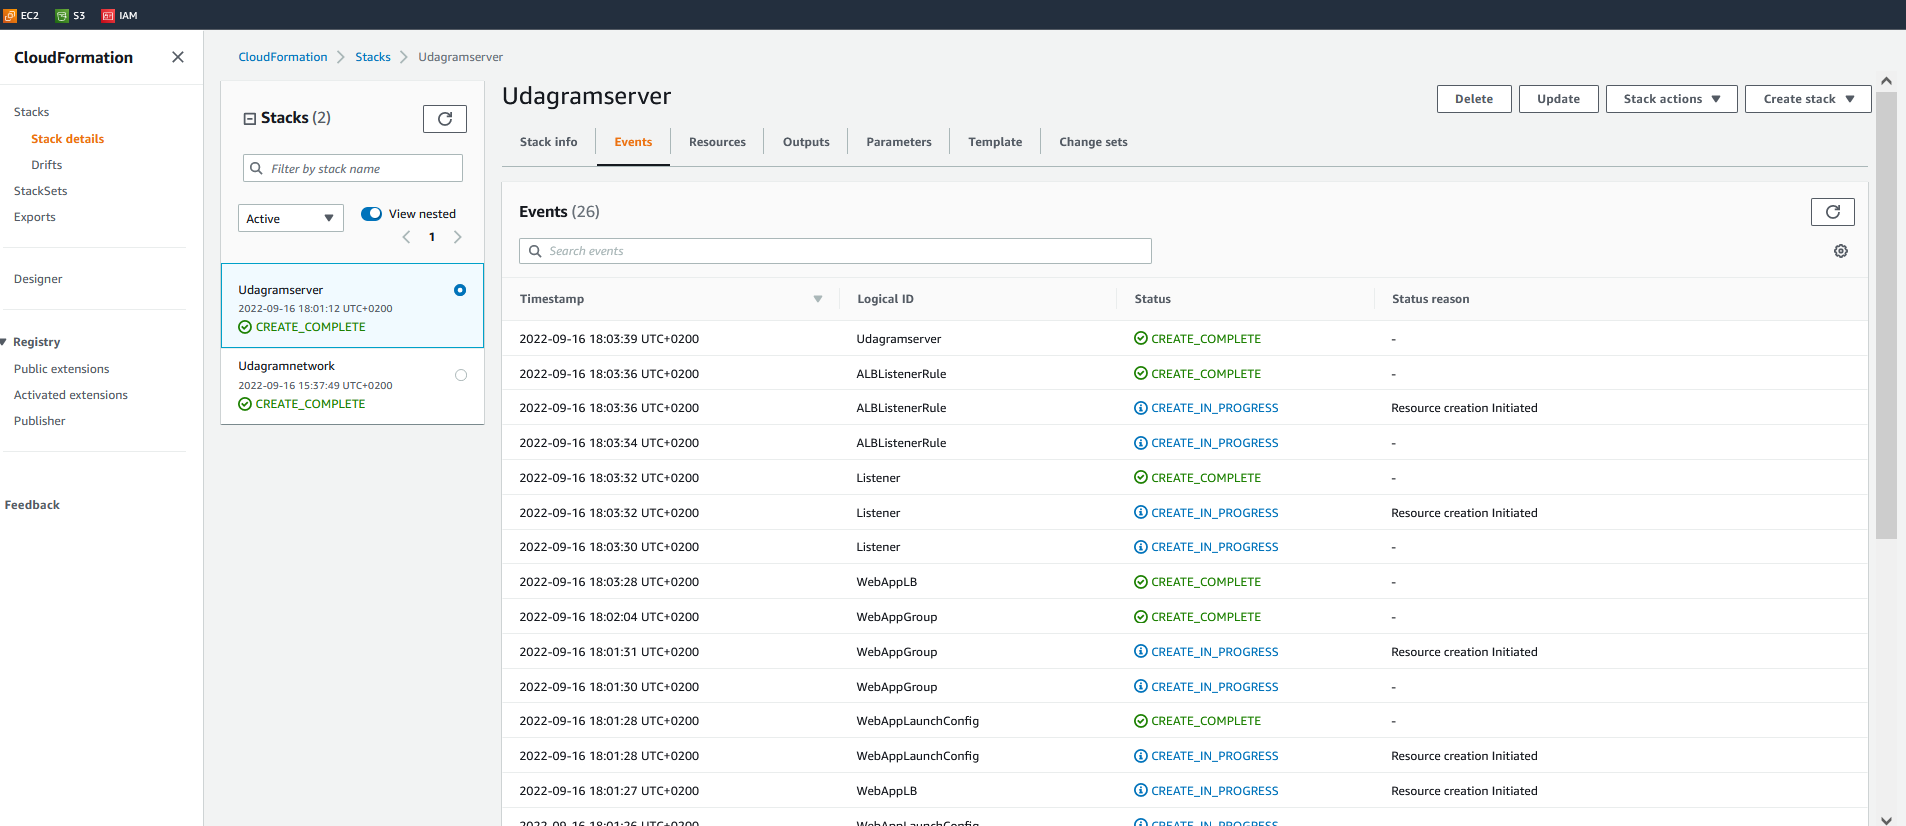 EC2 S3 IAM
CloudFormation
Stacks
Stack details
Drifts
StackSets
Exports
Designer
Registry
Public extensions
Activated extensions
Publisher
Feedback
CloudFormation Stacks Udagramserver
Stacks (2)
Filter by stack name
Active View nested
1
Udagramserver
2022-09-16 18:01:12 UTC+0200
CREATE_COMPLETE
Udagramnetwork
2022-09-16 15:37:49 UTC+0200
CREATE_COMPLETE
Udagramserver
Delete Update Stack actions Create stack
Stack info Events Resources Outputs Parameters Template Change sets
Events (26)
Search events
Timestamp Logical ID Status Status reason
2022-09-16 18:03:39 UTC+0200 Udagramserver CREATE_COMPLETE -
2022-09-16 18:03:36 UTC+0200 ALBListenerRule CREATE_COMPLETE -
2022-09-16 18:03:36 UTC+0200 ALBListenerRule CREATE_IN_PROGRESS Resource creation Initiated
2022-09-16 18:03:34 UTC+0200 ALBListenerRule CREATE_IN_PROGRESS -
2022-09-16 18:03:32 UTC+0200 Listener CREATE_COMPLETE -
2022-09-16 18:03:32 UTC+0200 Listener CREATE_IN_PROGRESS Resource creation Initiated
2022-09-16 18:03:30 UTC+0200 Listener CREATE_IN_PROGRESS -
2022-09-16 18:03:28 UTC+0200 WebAppLB CREATE_COMPLETE -
2022-09-16 18:02:04 UTC+0200 WebAppGroup CREATE_COMPLETE -
2022-09-16 18:01:31 UTC+0200 WebAppGroup CREATE_IN_PROGRESS Resource creation Initiated
2022-09-16 18:01:30 UTC+0200 WebAppGroup CREATE_IN_PROGRESS -
2022-09-16 18:01:28 UTC+0200 WebAppLaunchConfig CREATE_COMPLETE -
2022-09-16 18:01:28 UTC+0200 WebAppLaunchConfig CREATE_IN_PROGRESS Resource creation Initiated
2022-09-16 18:01:27 UTC+0200 WebAppLB CREATE_IN_PROGRESS Resource creation Initiated
2022-09-16 18:01:26 UTC+0200 WebAppLaunchConfig CREATE_IN_PROGRESS